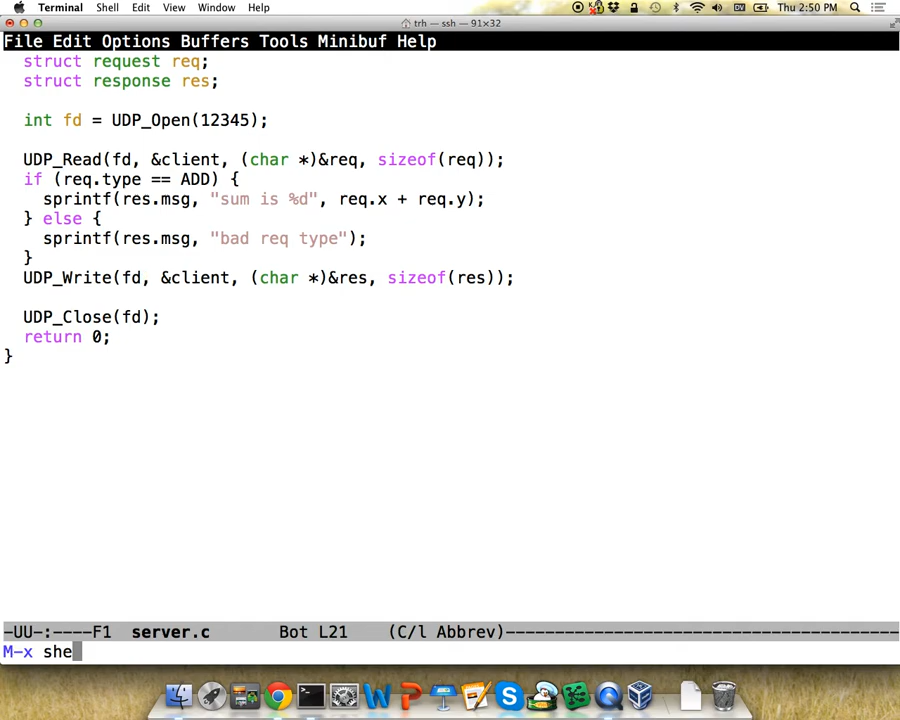 Terminal Shell Edit View Window Help Thu 2:50 PM
trh — ssh — 91×32
File Edit Options Buffers Tools Minibuf Help
struct request req;
struct response res;
int fd = UDP_Open(12345);
UDP_Read(fd, &client, (char *)&req, sizeof(req));
if (req.type == ADD) {
sprintf(res.msg, "sum is %d", req.x + req.y);
} else {
sprintf(res.msg, "bad req type");
}
UDP_Write(fd, &client, (char *)&res, sizeof(res));
UDP_Close(fd);
return 0;
}
-UU-:----F1 server.c Bot L21 (C/l Abbrev)------------------------------------------
M-x she